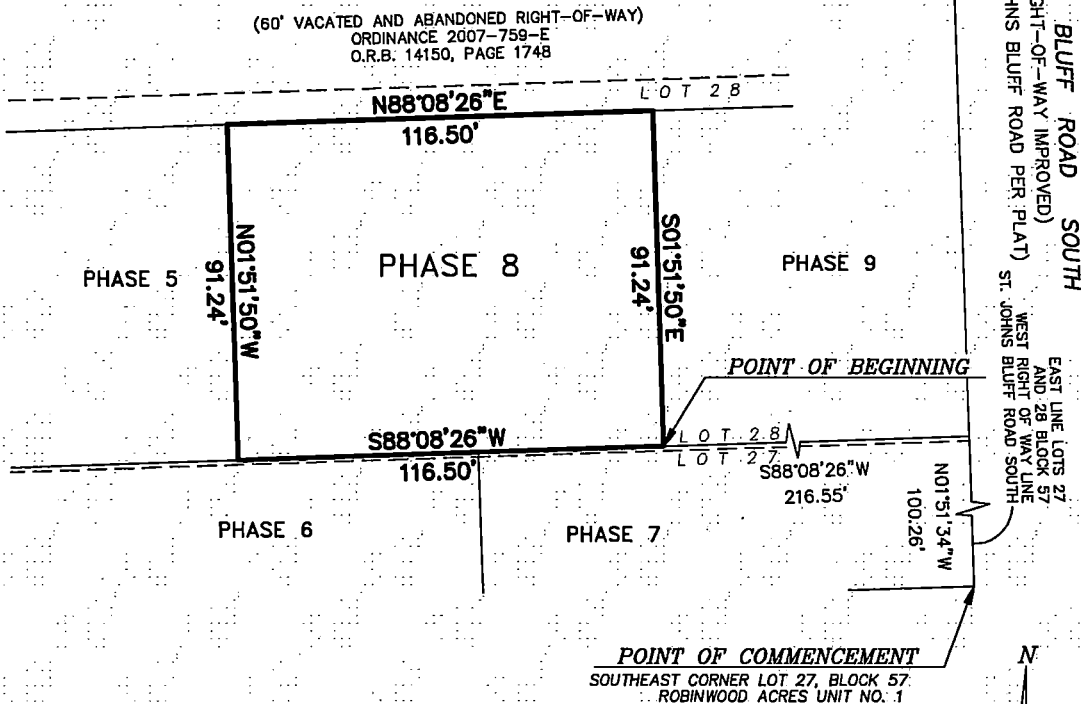 (60' VACATED AND ABANDONED RIGHT-OF-WAY)
ORDINANCE 2007-759-E
O.R.B. 14150, PAGE 1748
BLUFF ROAD SOUTH
GHT-OF-WAY IMPROVED)
HNS BLUFF ROAD PER PLAT)
LOT 28
N88°08'26"E
116.50'
N01°51'50"W
91.24'
S01°51'50"E
91.24'
PHASE 5
PHASE 8
PHASE 9
EAST LINE LOTS 27
AND 28 BLOCK 57
WEST RIGHT OF WAY LINE
ST. JOHNS BLUFF ROAD SOUTH
POINT OF BEGINNING
S88°08'26"W
116.50'
LOT 28
LOT 27
S88°08'26"W
216.55'
N01°51'34"W
100.26'
PHASE 6
PHASE 7
POINT OF COMMENCEMENT
SOUTHEAST CORNER LOT 27, BLOCK 57
ROBINWOOD ACRES UNIT NO. 1
N